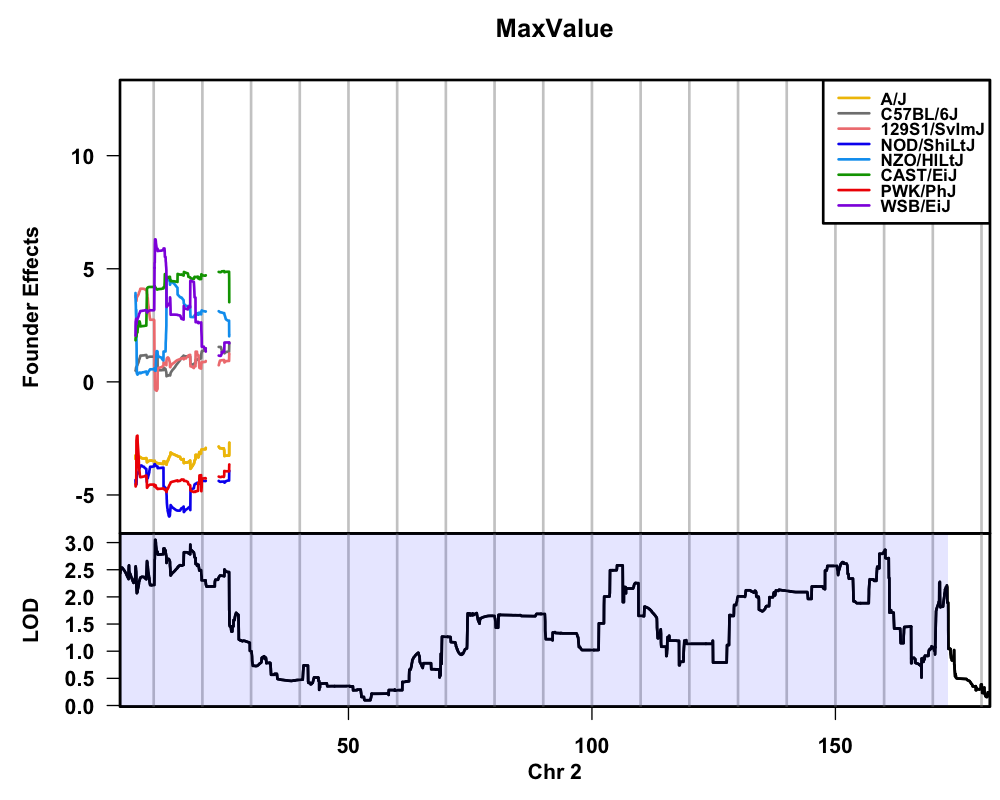 MaxValue
A/J
C57BL/6J
129S1/SvImJ
NOD/ShiLtJ
NZO/HlLtJ
CAST/EiJ
PWK/PhJ
WSB/EiJ
Founder Effects
10
5
0
-5
LOD
3.0
2.5
2.0
1.5
1.0
0.5
0.0
50
100
150
Chr 2